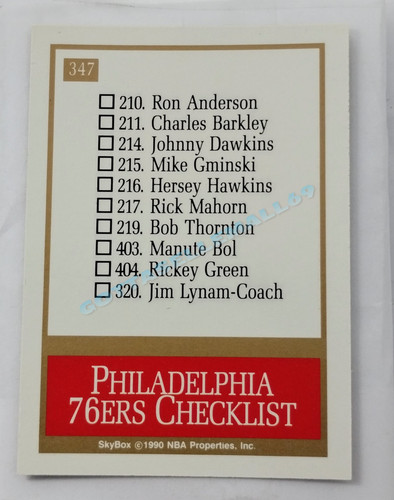 347
210. Ron Anderson
211. Charles Barkley
214. Johnny Dawkins
215. Mike Gminski
216. Hersey Hawkins
217. Rick Mahorn
219. Bob Thornton
403. Manute Bol
404. Rickey Green
320. Jim Lynam-Coach
PHILADELPHIA
76ERS CHECKLIST
SkyBox ©1990 NBA Properties, Inc.